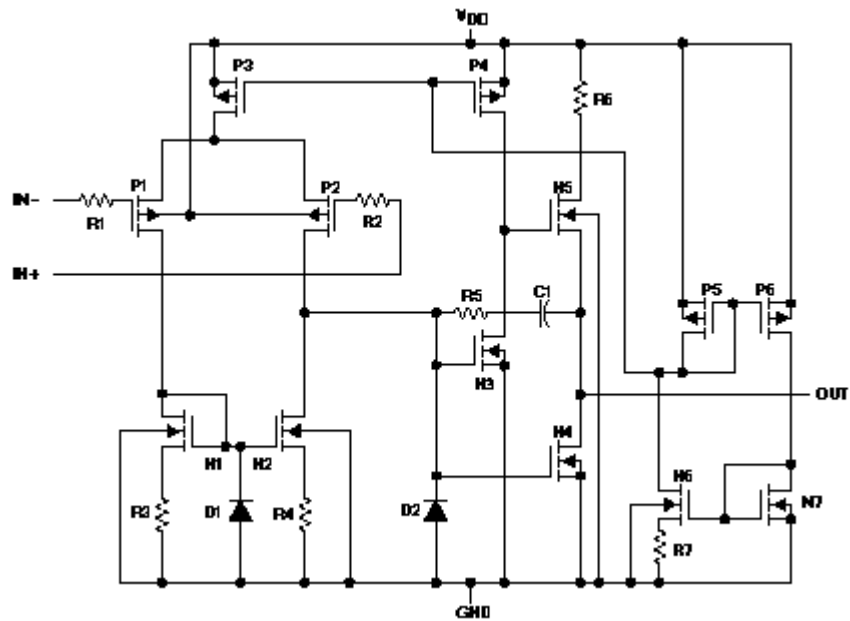 VDD
P3
P4
R6
P1
P2
N5
IN-
R1
R2
IN+
R5
C1
P5
P6
N3
OUT
N1
N2
N4
N6
N7
R3
D1
R4
D2
R7
GND